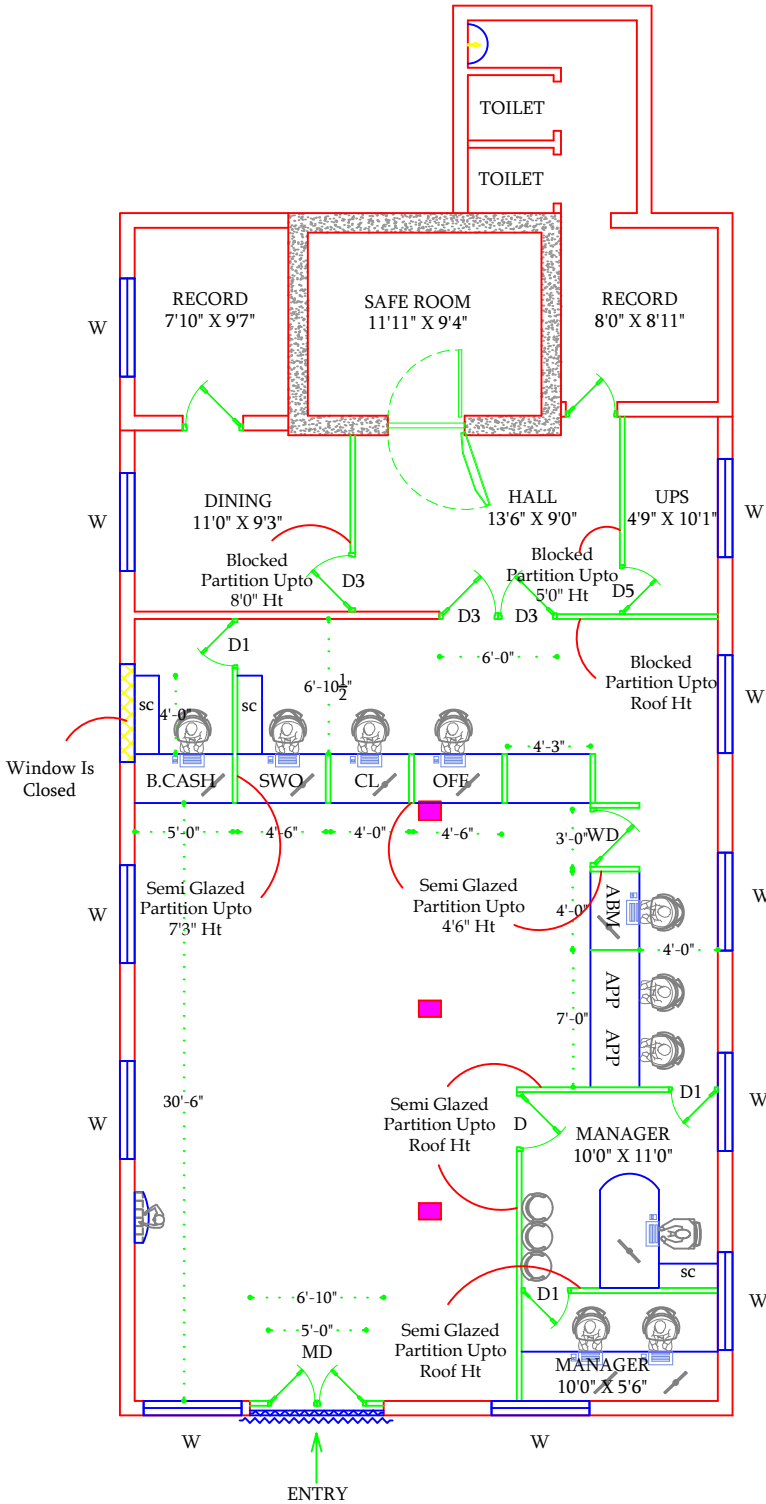 TOILET
TOILET
RECORD
7'10" X 9'7"
SAFE ROOM
11'11" X 9'4"
RECORD
8'0" X 8'11"
W
W
DINING
11'0" X 9'3"
HALL
13'6" X 9'0"
UPS
4'9" X 10'1"
W
Blocked
Partition Upto
8'0" Ht
D3
Blocked
Partition Upto
5'0" Ht
D5
D3
D3
D1
6'-0"
Blocked
Partition Upto
Roof Ht
W
6'-10 1/2"
sc
sc
4'-0"
Window Is
Closed
B.CASH
SWO
CL
OFF
4'-3"
5'-0"
4'-6"
4'-0"
4'-6"
3'-0"
WD
Semi Glazed
Partition Upto
7'3" Ht
Semi Glazed
Partition Upto
4'6" Ht
4'-0"
ABM
W
W
4'-0"
APP
APP
7'-0"
30'-6"
Semi Glazed
Partition Upto
Roof Ht
D
D1
W
W
MANAGER
10'0" X 11'0"
sc
6'-10"
5'-0"
MD
D1
W
Semi Glazed
Partition Upto
Roof Ht
MANAGER
10'0" X 5'6"
W
W
ENTRY